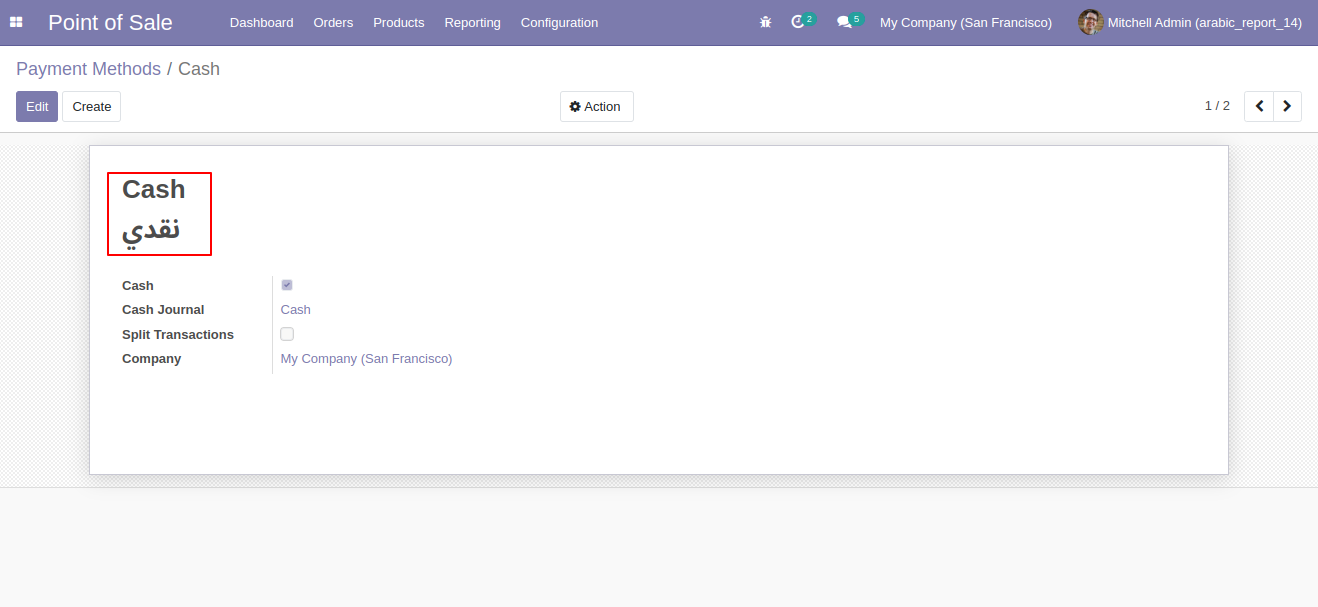 Point of Sale
Dashboard
Orders
Products
Reporting
Configuration
2
5
My Company (San Francisco)
Mitchell Admin (arabic_report_14)
Payment Methods / Cash
Edit
Create
Action
1 / 2
Cash
نقدي
Cash
Cash Journal
Cash
Split Transactions
Company
My Company (San Francisco)